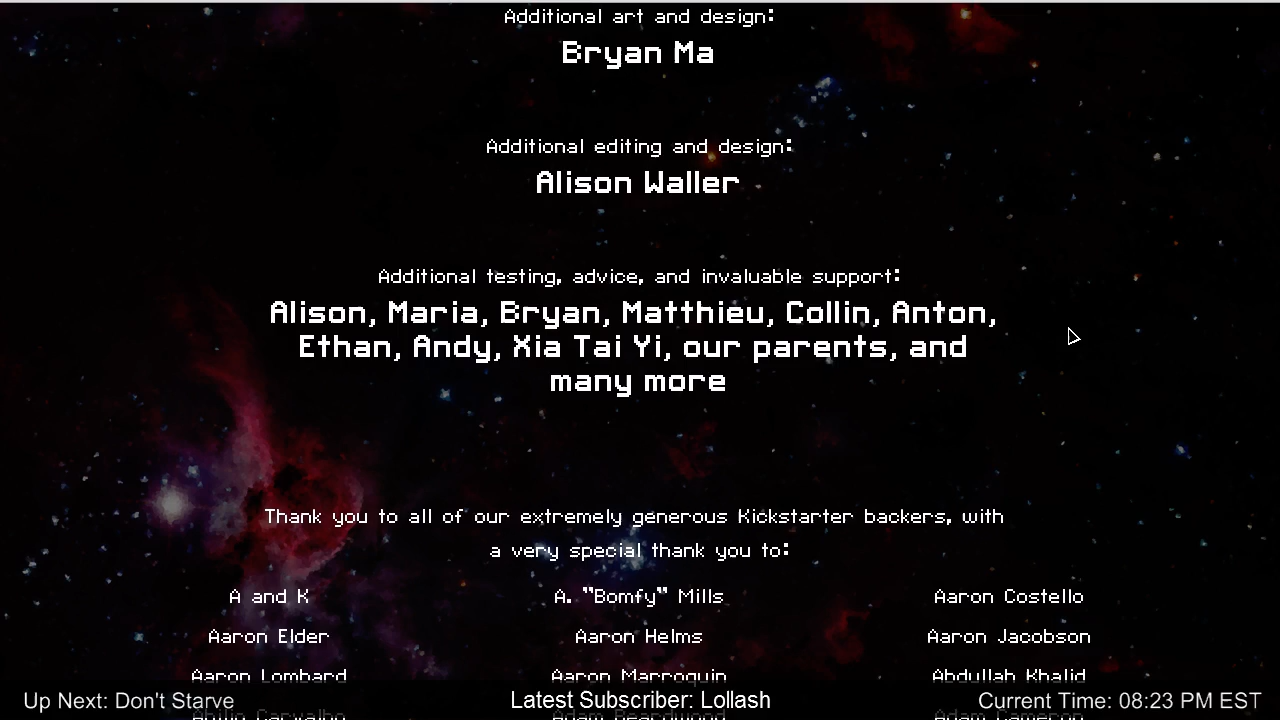 Additional art and design:
Bryan Ma
Additional editing and design:
Alison Waller
Additional testing, advice, and invaluable support:
Alison, Maria, Bryan, Matthieu, Collin, Anton,
Ethan, Andy, Xia Tai Yi, our parents, and
many more
Thank you to all of our extremely generous Kickstarter backers, with
a very special thank you to:
A and K A. "Bomfy" Mills Aaron Costello
Aaron Elder Aaron Helms Aaron Jacobson
Aaron Lombard Aaron Marroquin Abdullah Khalid
Up Next: Don't Starve Latest Subscriber: Lollash Current Time: 08:23 PM EST